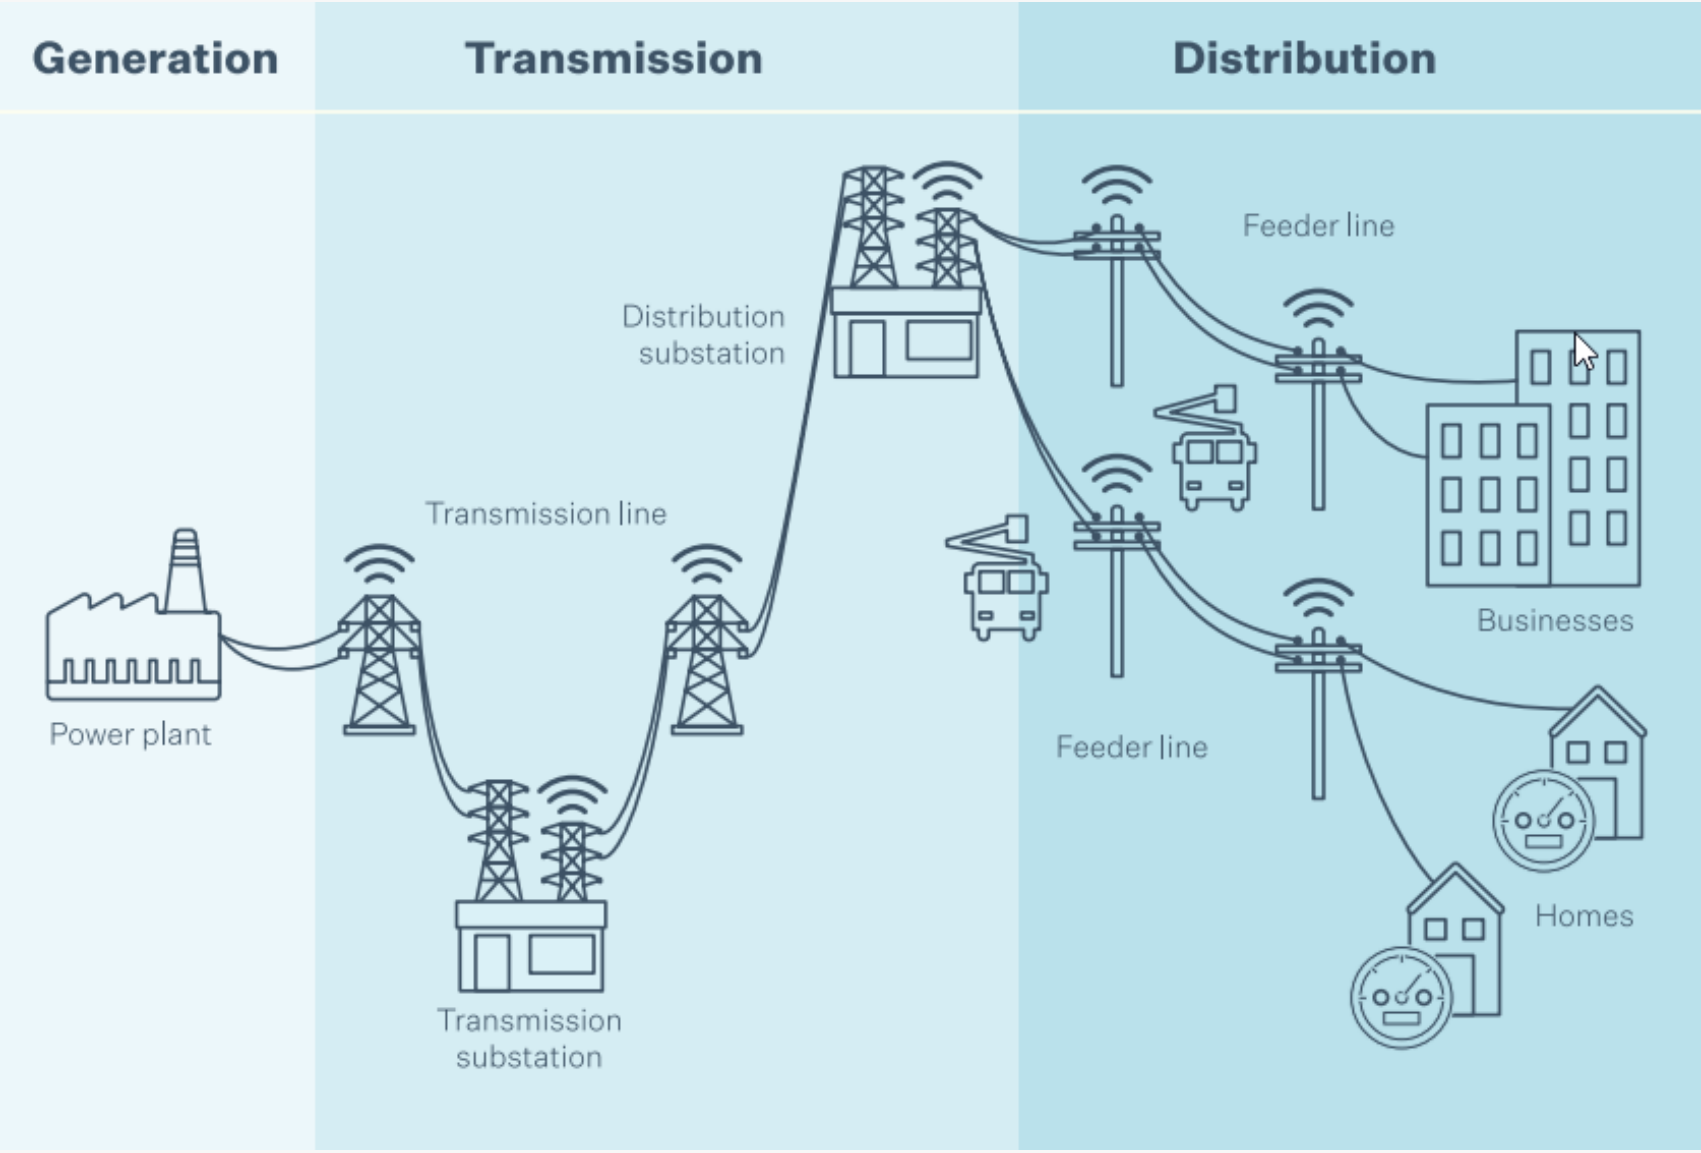 Generation
Transmission
Distribution
Feeder line
Distribution
substation
Transmission line
Businesses
Power plant
Feeder line
Homes
Transmission
substation